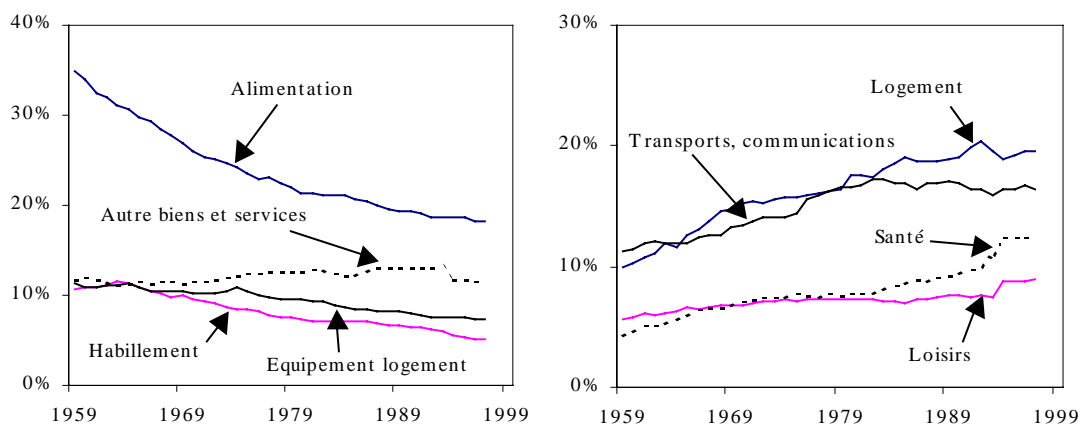 40%
30%
20%
10%
0%
Alimentation
Autre biens et services
Habillement
Equipement logement
1959 1969 1979 1989 1999
30%
20%
10%
0%
Logement
Transports, communications
Santé
Loisirs
1959 1969 1979 1989 1999